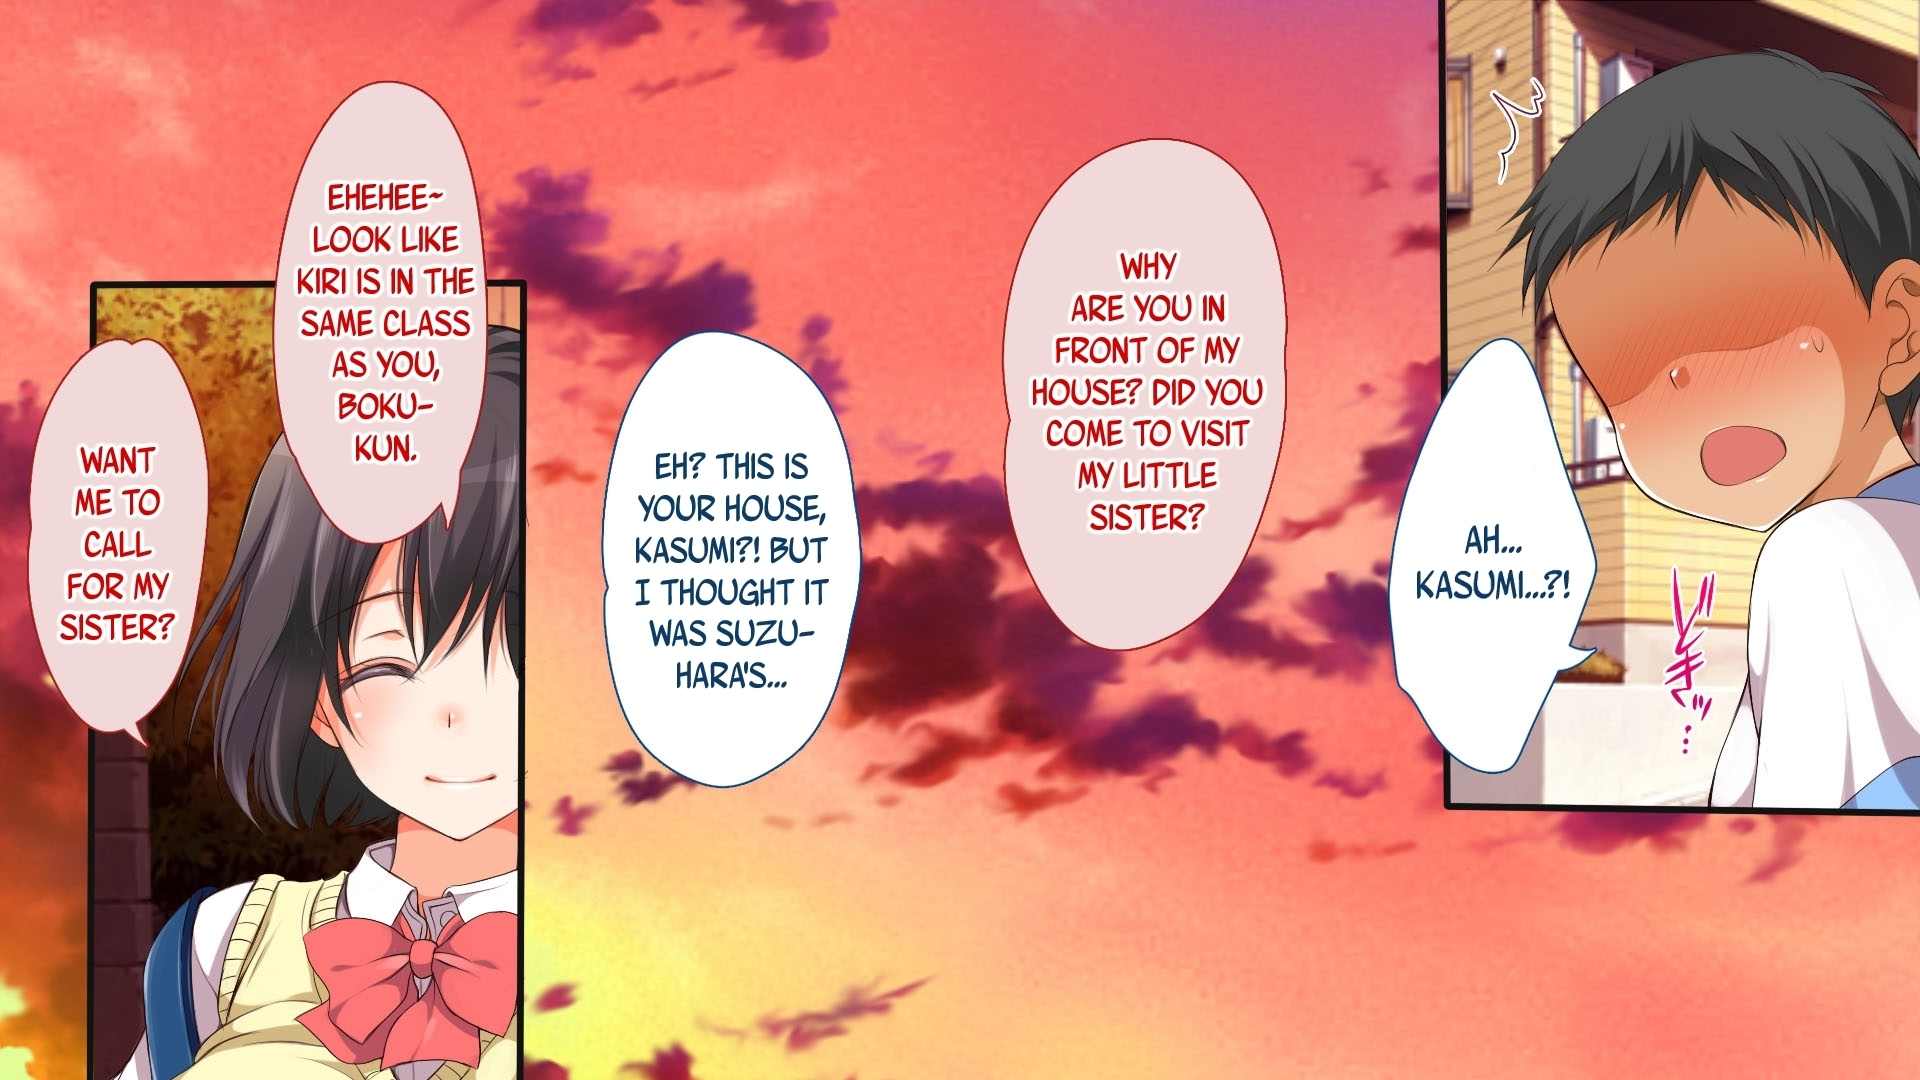 AH...
KASUMI...?!
どきッ…
WHY
ARE YOU IN
FRONT OF MY
HOUSE? DID YOU
COME TO VISIT
MY LITTLE
SISTER?
EH? THIS IS
YOUR HOUSE,
KASUMI?! BUT
I THOUGHT IT
WAS SUZU-
HARA'S...
EHEHEE~
LOOK LIKE
KIRI IS IN THE
SAME CLASS
AS YOU,
BOKU-
KUN.
WANT
ME TO
CALL
FOR MY
SISTER?